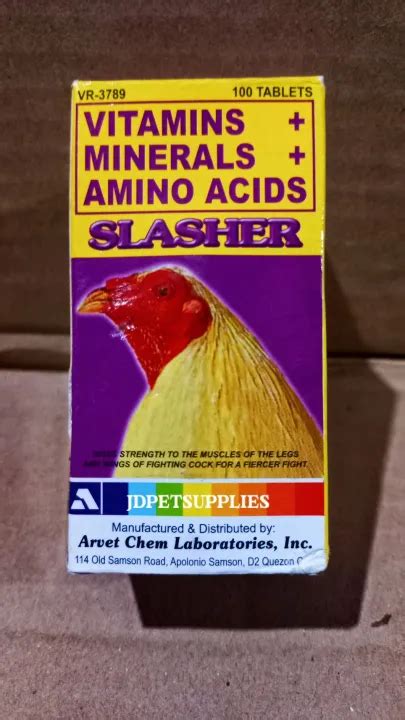 VR-3789 100 TABLETS
VITAMINS +
MINERALS +
AMINO ACIDS
SLASHER
STRENGTH TO THE MUSCLES OF THE LEGS
WINGS OF FIGHTING COCK FOR A FIERCER FIGHT.
JDPETSUPPLIES
Manufactured & Distributed by:
Arvet Chem Laboratories, Inc.
114 Old Samson Road, Apolonio Samson, D2 Quezon